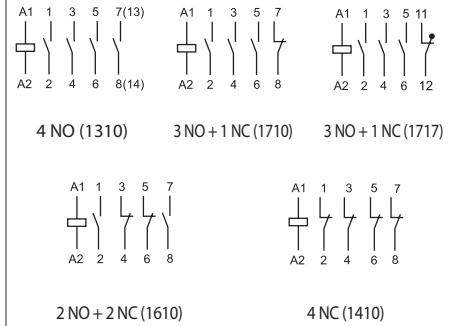 A1 1 3 5 7(13)
A2 2 4 6 8(14)
4 NO (1310)
A1 1 3 5 7
A2 2 4 6 8
3 NO + 1 NC (1710)
A1 1 3 5 11
A2 2 4 6 12
3 NO + 1 NC (1717)
A1 1 3 5 7
A2 2 4 6 8
2 NO + 2 NC (1610)
A1 1 3 5 7
A2 2 4 6 8
4 NC (1410)